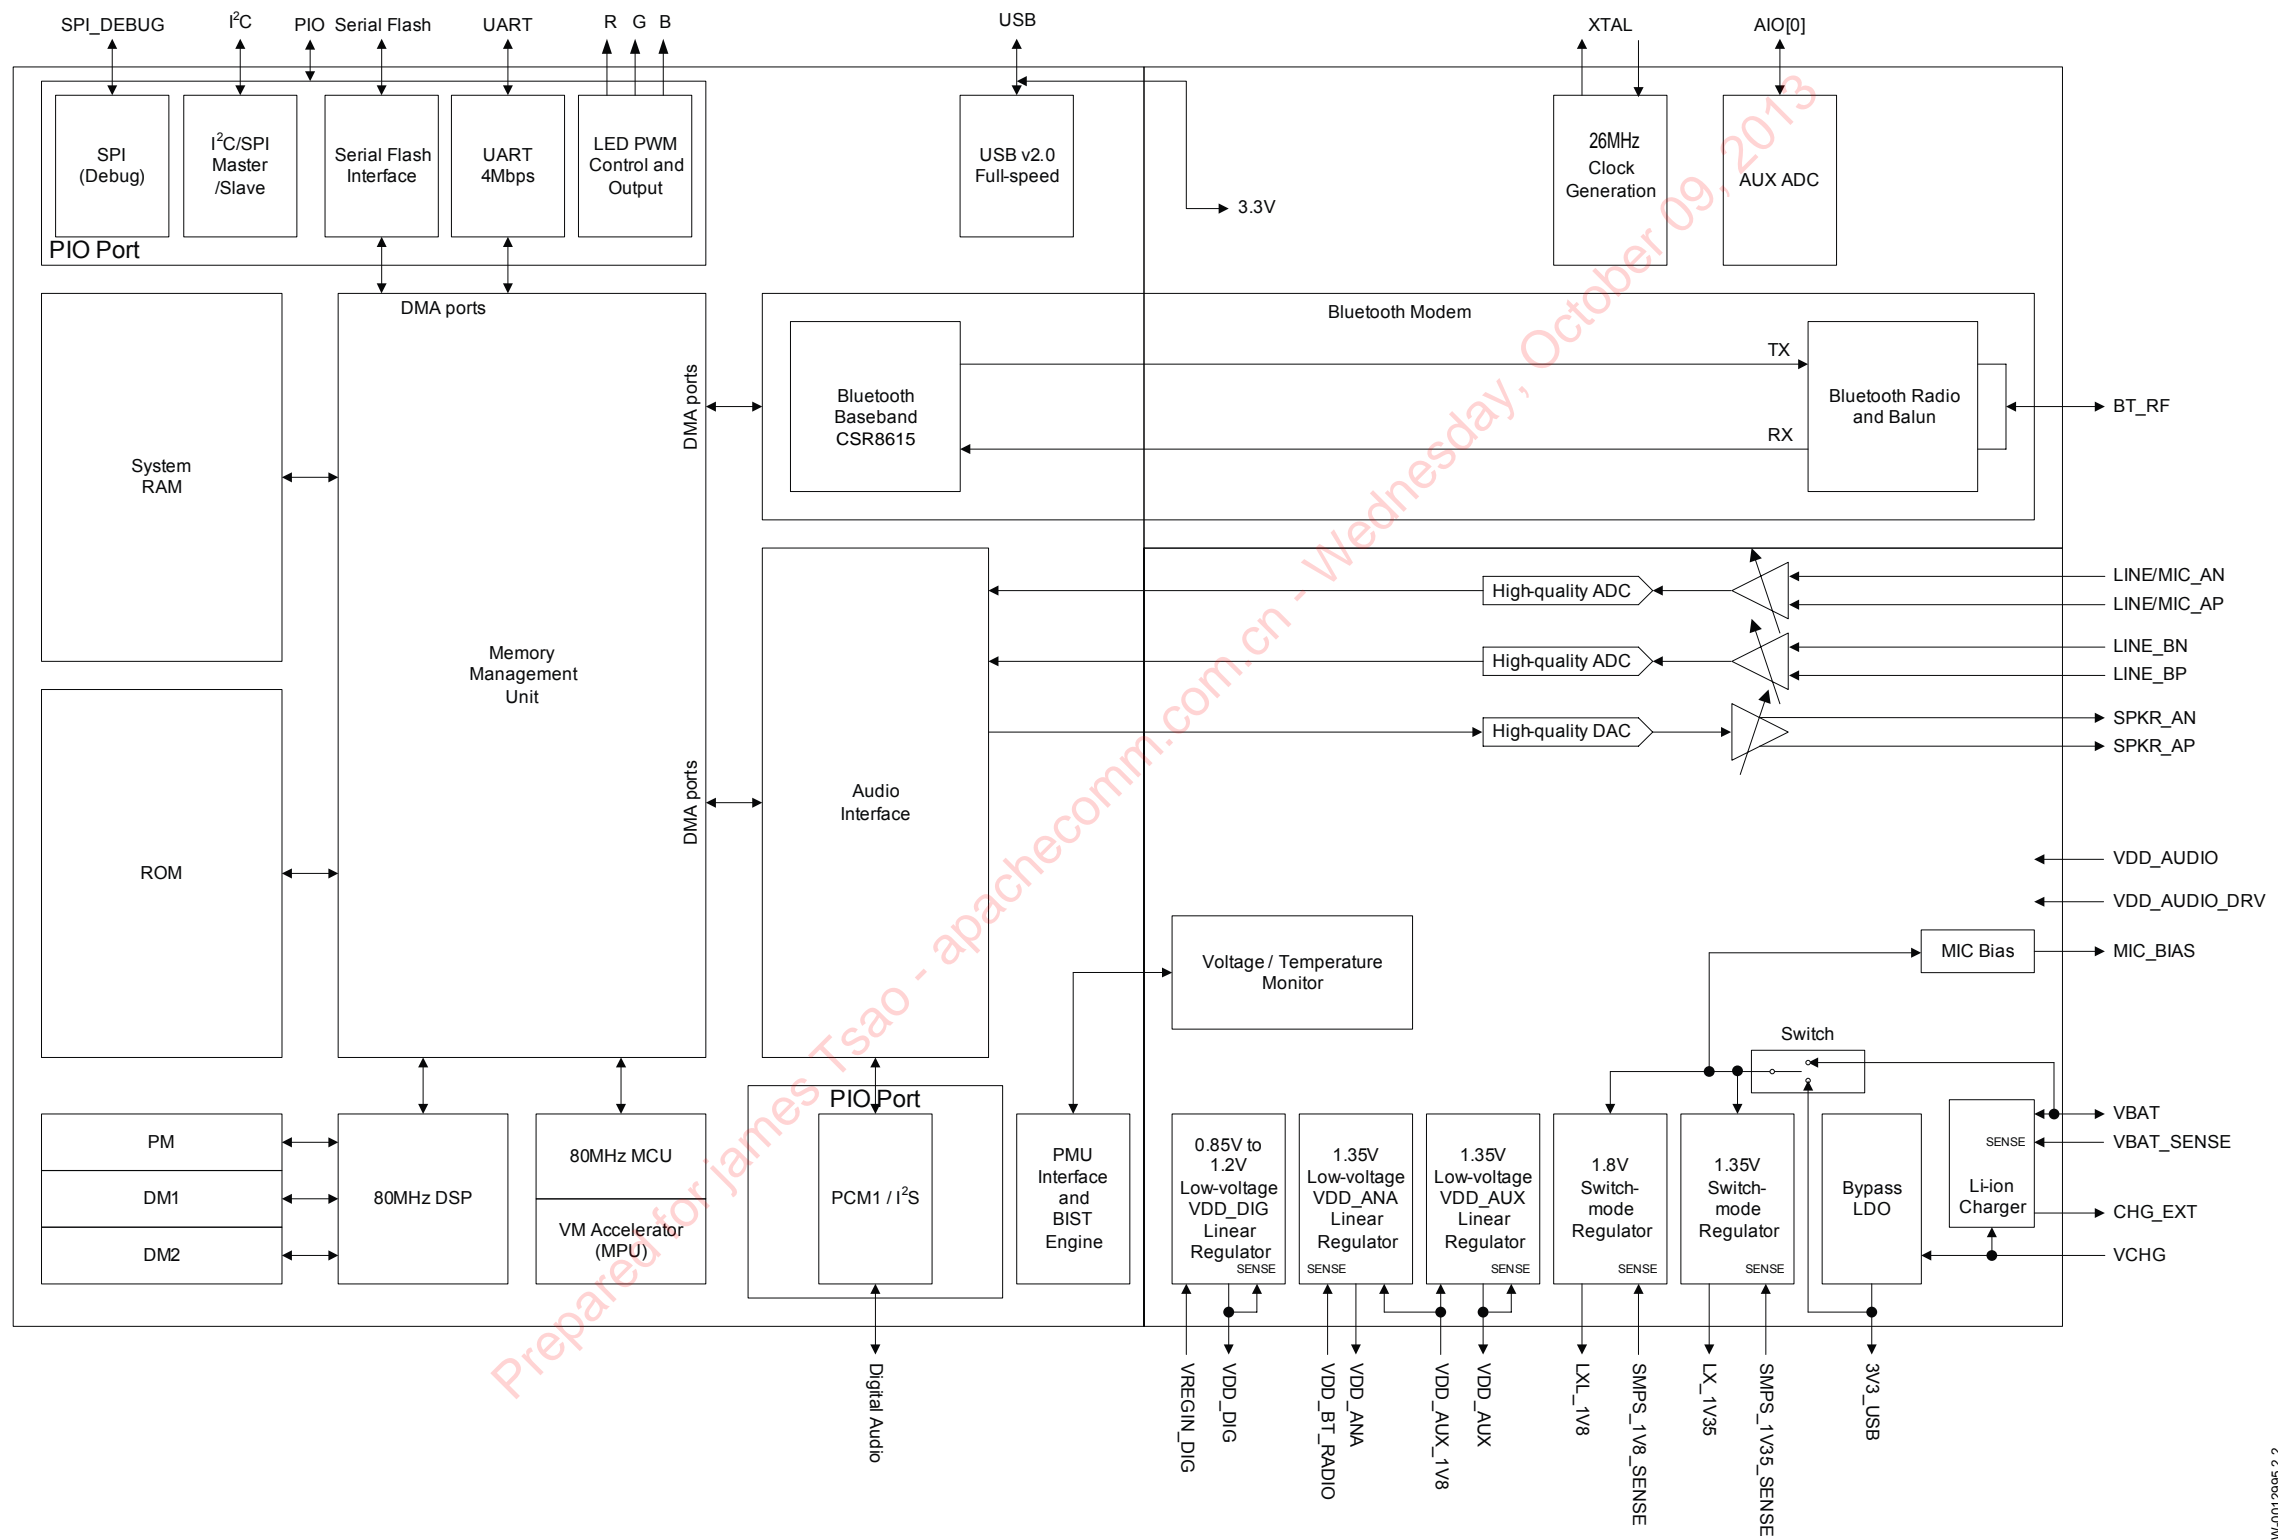 SPI_DEBUG
I²C
PIO
Serial Flash
UART
R
G
B
USB
XTAL
AIO[0]
SPI
(Debug)
I²C/SPI
Master
/Slave
Serial Flash
Interface
UART
4Mbps
LED PWM
Control and
Output
PIO Port
USB v2.0
Full-speed
3.3V
26MHz
Clock
Generation
AUX ADC
DMA ports
System
RAM
Memory
Management
Unit
DMA ports
DMA ports
ROM
Bluetooth Modem
Bluetooth
Baseband
CSR8615
TX
RX
Bluetooth Radio
and Balun
BT_RF
Audio
Interface
High-quality ADC
High-quality ADC
High-quality DAC
LINE/MIC_AN
LINE/MIC_AP
LINE_BN
LINE_BP
SPKR_AN
SPKR_AP
VDD_AUDIO
VDD_AUDIO_DRV
MIC Bias
MIC_BIAS
Voltage / Temperature
Monitor
Switch
PM
DM1
DM2
80MHz DSP
80MHz MCU
VM Accelerator
(MPU)
PIO Port
PCM1 / I²S
PMU
Interface
and
BIST
Engine
0.85V to
1.2V
Low-voltage
VDD_DIG
Linear
Regulator
SENSE
1.35V
Low-voltage
VDD_ANA
Linear
Regulator
SENSE
1.35V
Low-voltage
VDD_AUX
Linear
Regulator
SENSE
1.8V
Switch-
mode
Regulator
SENSE
1.35V
Switch-
mode
Regulator
SENSE
Bypass
LDO
SENSE
Li-ion
Charger
VBAT
VBAT_SENSE
CHG_EXT
VCHG
Digital Audio
VREGIN_DIG
VDD_DIG
VDD_BT_RADIO
VDD_ANA
VDD_AUX_1V8
VDD_AUX
LXL_1V8
SMPS_1V8_SENSE
LX_1V35
SMPS_1V35_SENSE
3V3_USB
Prepared for james Tsao - apachecomm.com.cn - Wednesday, October 09, 2013